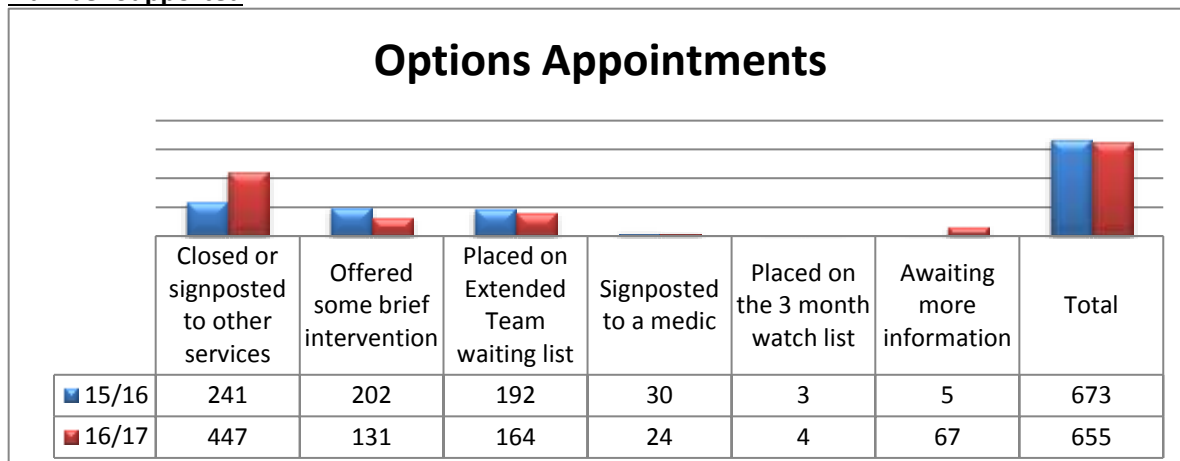 Options Appointments
Closed or signposted to other services
Offered some brief intervention
Placed on Extended Team waiting list
Signposted to a medic
Placed on the 3 month watch list
Awaiting more information
Total
15/16 241 202 192 30 3 5 673
16/17 447 131 164 24 4 67 655